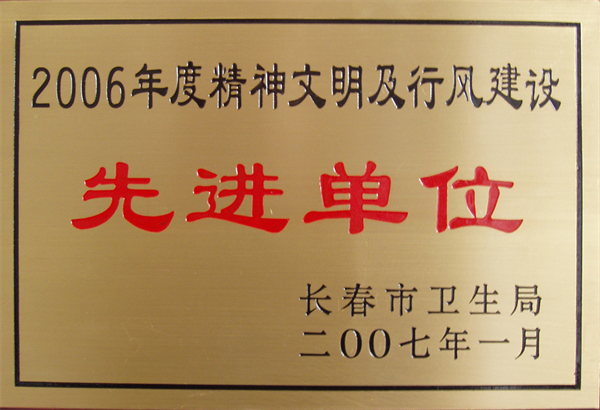 2006年度精神文明及行风建设
先进单位
长春市卫生局
二00七年一月